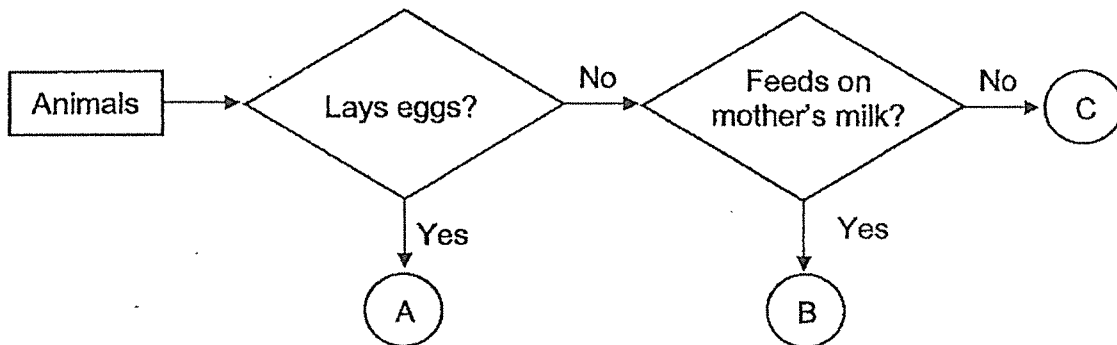 Animals
Lays eggs?
No
Feeds on
mother's milk?
No
C
Yes
A
Yes
B